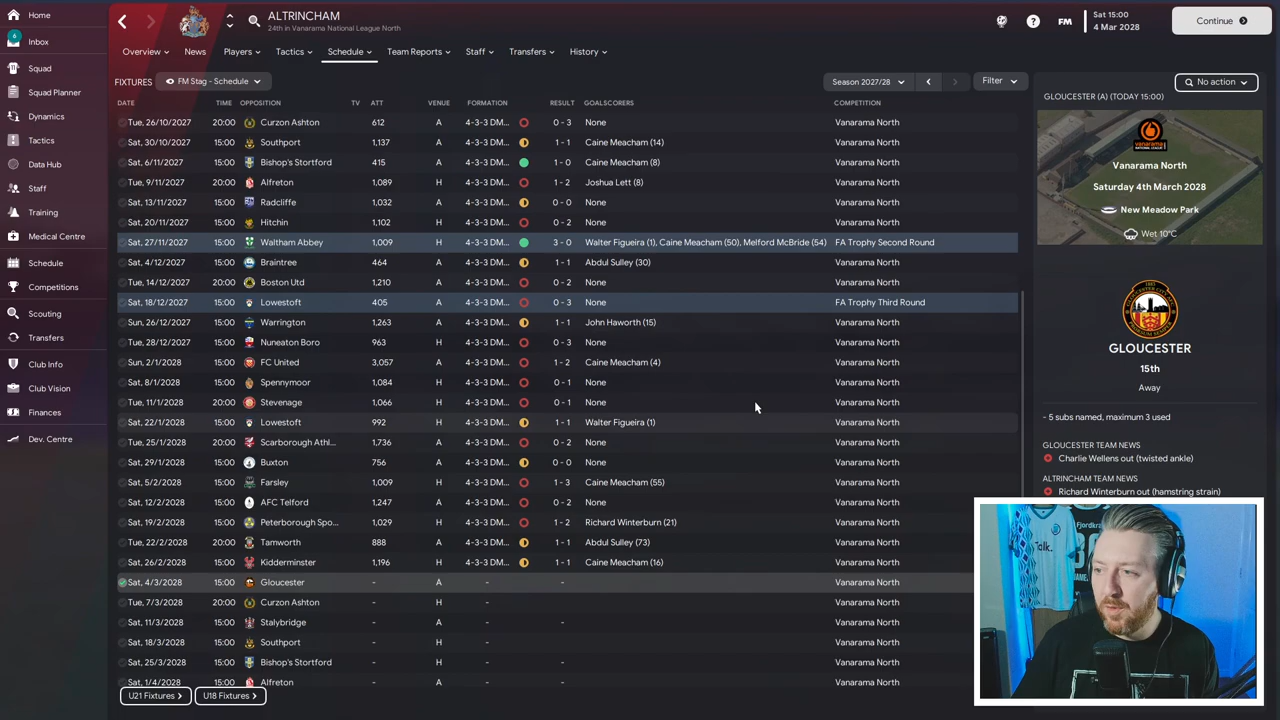 6
Home
Inbox
Squad
Squad Planner
Dynamics
Tactics
Data Hub
Staff
Training
Medical Centre
Schedule
Competitions
Scouting
Transfers
Club Info
Club Vision
Finances
Dev. Centre
ALTRINCHAM
24th in Vanarama National League North
? FM Sat 15:00
4 Mar 2028
Continue
Overview News Players Tactics Schedule Team Reports Staff Transfers History
FIXTURES FM Stag - Schedule Season 2027/28 Filter
DATE TIME OPPOSITION TV ATT VENUE FORMATION RESULT GOALSCORERS COMPETITION
Tue, 26/10/2027 20:00 Curzon Ashton 612 A 4-3-3 DM... 0 - 3 None Vanarama North
Sat, 30/10/2027 15:00 Southport 1,137 A 4-3-3 DM... 1 - 1 Caine Meacham (14) Vanarama North
Sat, 6/11/2027 15:00 Bishop's Stortford 415 A 4-3-3 DM... 1 - 0 Caine Meacham (8) Vanarama North
Tue, 9/11/2027 20:00 Alfreton 1,089 H 4-3-3 DM... 1 - 2 Joshua Lett (8) Vanarama North
Sat, 13/11/2027 15:00 Radcliffe 1,032 A 4-3-3 DM... 0 - 0 None Vanarama North
Sat, 20/11/2027 15:00 Hitchin 1,102 H 4-3-3 DM... 0 - 2 None Vanarama North
Sat, 27/11/2027 15:00 Waltham Abbey 1,009 H 4-3-3 DM... 3 - 0 Walter Figueira (1), Caine Meacham (50), Melford McBride (54) FA Trophy Second Round
Sat, 4/12/2027 15:00 Braintree 464 A 4-3-3 DM... 1 - 1 Abdul Sulley (30) Vanarama North
Tue, 14/12/2027 20:00 Boston Utd 1,210 H 4-3-3 DM... 0 - 2 None Vanarama North
Sat, 18/12/2027 15:00 Lowestoft 405 A 4-3-3 DM... 0 - 3 None FA Trophy Third Round
Sun, 26/12/2027 15:00 Warrington 1,263 H 4-3-3 DM... 1 - 1 John Haworth (15) Vanarama North
Tue, 28/12/2027 15:00 Nuneaton Boro 963 H 4-3-3 DM... 0 - 3 None Vanarama North
Sun, 2/1/2028 15:00 FC United 3,057 A 4-3-3 DM... 1 - 2 Caine Meacham (4) Vanarama North
Sat, 8/1/2028 15:00 Spennymoor 1,084 H 4-3-3 DM... 0 - 1 None Vanarama North
Tue, 11/1/2028 20:00 Stevenage 1,066 H 4-3-3 DM... 0 - 1 None Vanarama North
Sat, 22/1/2028 15:00 Lowestoft 992 H 4-3-3 DM... 1 - 1 Walter Figueira (1) Vanarama North
Tue, 25/1/2028 20:00 Scarborough Athl... 1,736 A 4-3-3 DM... 0 - 2 None Vanarama North
Sat, 29/1/2028 15:00 Buxton 756 A 4-3-3 DM... 0 - 0 None Vanarama North
Sat, 5/2/2028 15:00 Farsley 1,009 H 4-3-3 DM... 1 - 3 Caine Meacham (55) Vanarama North
Sat, 12/2/2028 15:00 AFC Telford 1,247 A 4-3-3 DM... 0 - 2 None Vanarama North
Sat, 19/2/2028 15:00 Peterborough Spo... 1,029 H 4-3-3 DM... 1 - 2 Richard Winterburn (21) Vanarama North
Tue, 22/2/2028 20:00 Tamworth 888 A 4-3-3 DM... 1 - 1 Abdul Sulley (73) Vanarama North
Sat, 26/2/2028 15:00 Kidderminster 1,196 H 4-3-3 DM... 1 - 1 Caine Meacham (16) Vanarama North
Sat, 4/3/2028 15:00 Gloucester - A - - Vanarama North
Tue, 7/3/2028 20:00 Curzon Ashton - H - - Vanarama North
Sat, 11/3/2028 15:00 Stalybridge - A - - Vanarama North
Sat, 18/3/2028 15:00 Southport - H - - Vanarama North
Sat, 25/3/2028 15:00 Bishop's Stortford - H - - Vanarama North
Sat, 1/4/2028 15:00 Alfreton - A - - Vanarama North
U21 Fixtures U18 Fixtures
No action
GLOUCESTER (A) (TODAY 15:00)
vanarama
Vanarama North
Saturday 4th March 2028
New Meadow Park
Wet 10°C
GLOUCESTER
15th
Away
- 5 subs named, maximum 3 used
GLOUCESTER TEAM NEWS
Charlie Wellens out (twisted ankle)
ALTRINCHAM TEAM NEWS
Richard Winterburn out (hamstring strain)
Talk.
Fjordkra